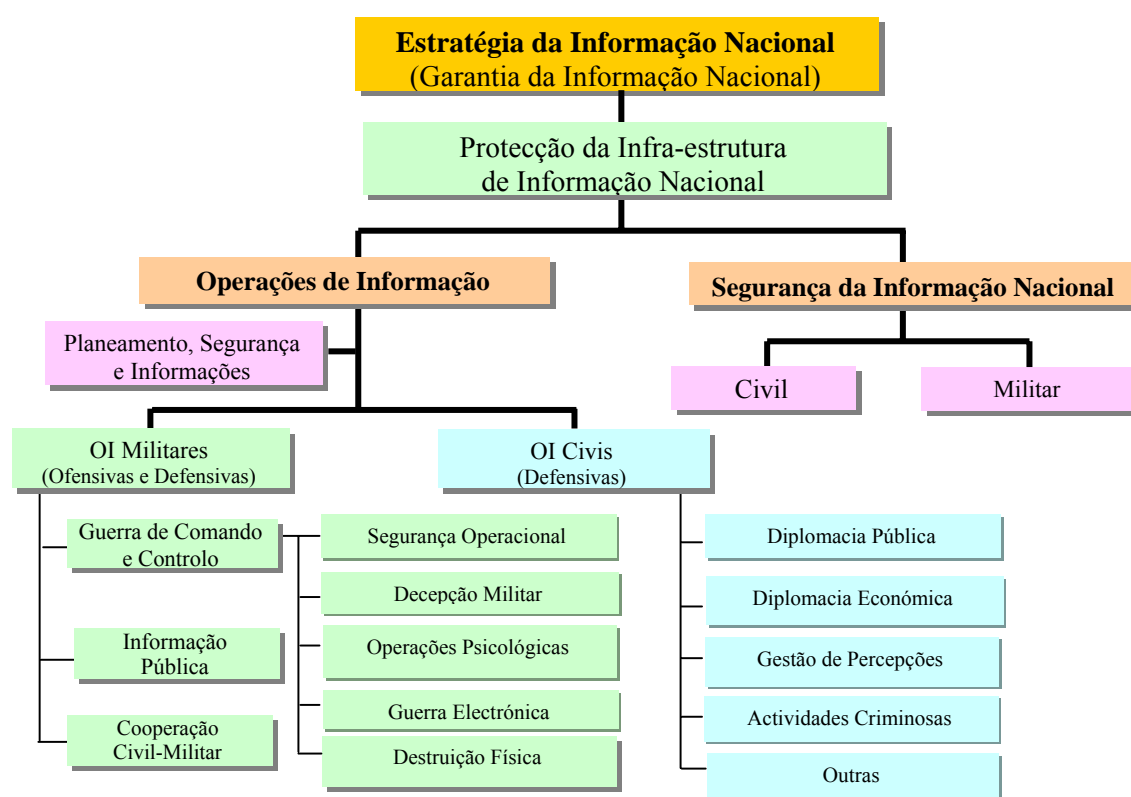 Estratégia da Informação Nacional
(Garantia da Informação Nacional)
Protecção da Infra-estrutura
de Informação Nacional
Operações de Informação
Segurança da Informação Nacional
Planeamento, Segurança
e Informações
Civil
Militar
OI Militares
(Ofensivas e Defensivas)
OI Civis
(Defensivas)
Guerra de Comando
e Controlo
Informação
Pública
Cooperação
Civil-Militar
Segurança Operacional
Decepção Militar
Operações Psicológicas
Guerra Electrónica
Destruição Física
Diplomacia Pública
Diplomacia Económica
Gestão de Percepções
Actividades Criminosas
Outras